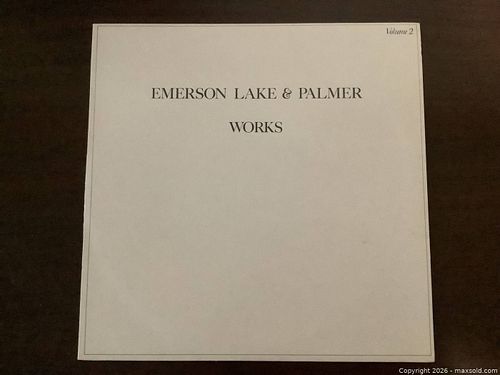 Volume 2
EMERSON LAKE & PALMER
WORKS
Copyright 2026 - maxsold.com